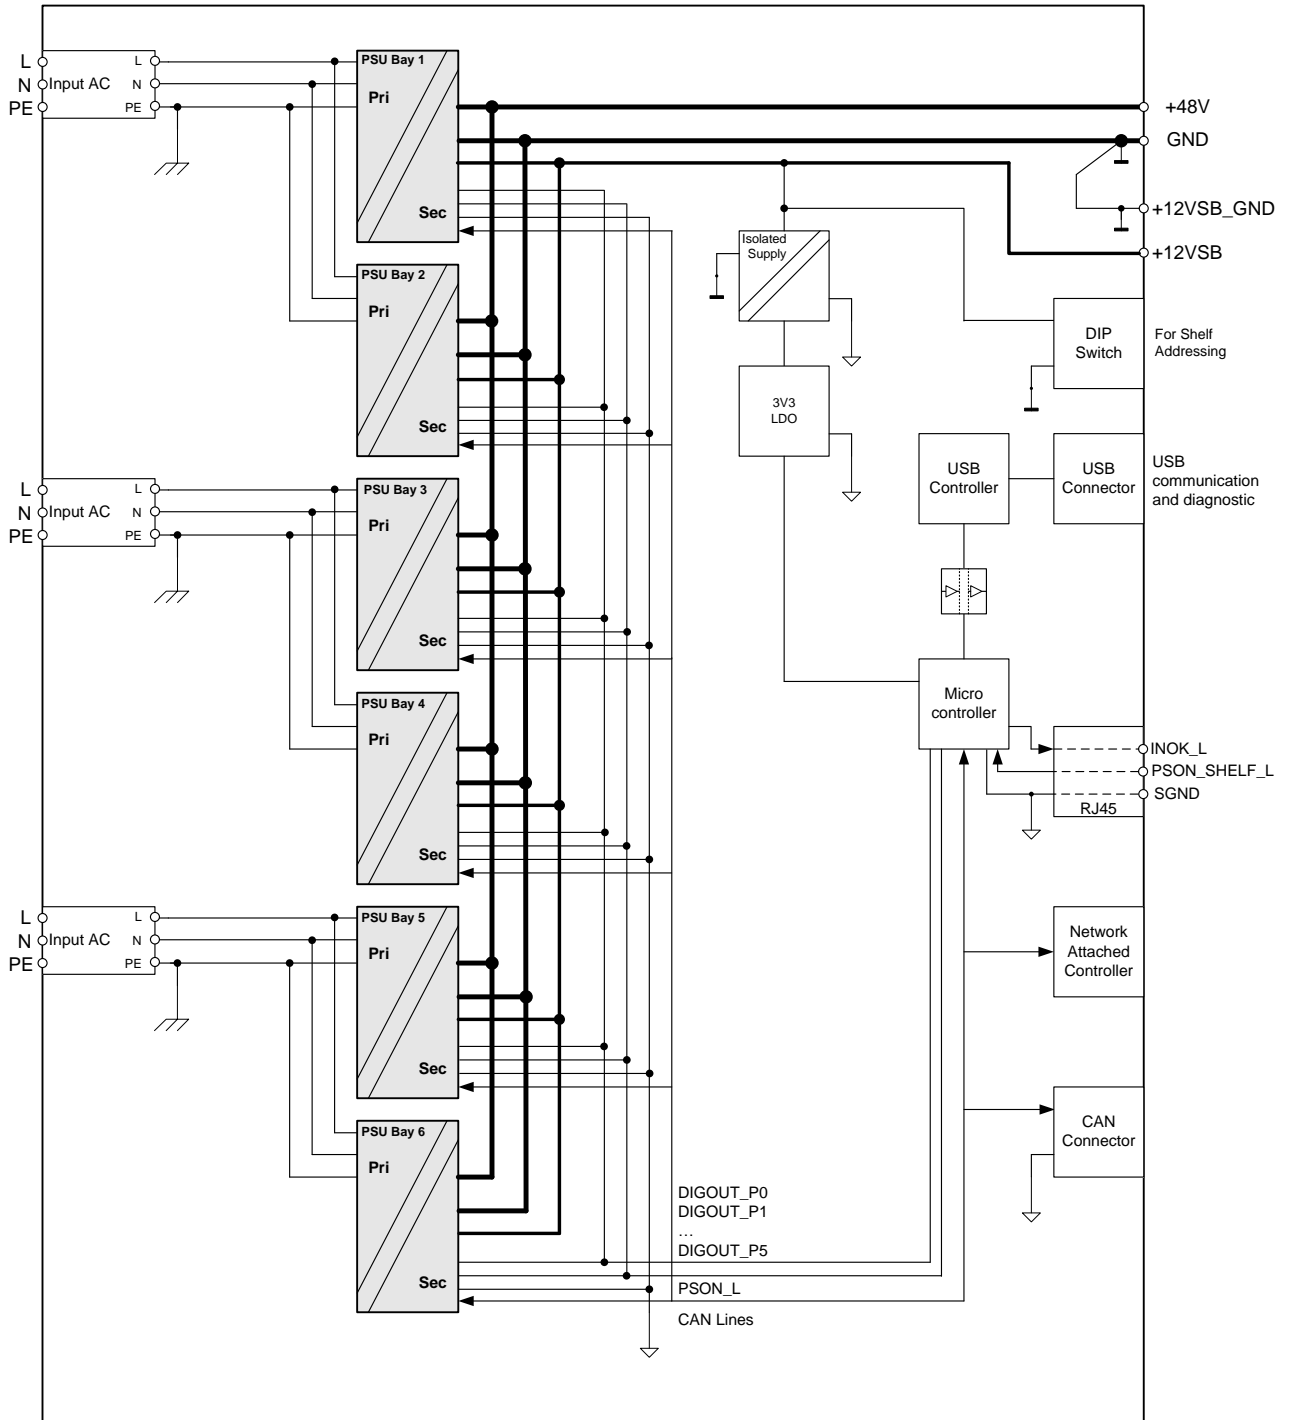 L
N
PE
Input AC
L
N
PE
PSU Bay 1
Pri
Sec
PSU Bay 2
Pri
Sec
L
N
PE
Input AC
L
N
PE
PSU Bay 3
Pri
Sec
PSU Bay 4
Pri
Sec
L
N
PE
Input AC
L
N
PE
PSU Bay 5
Pri
Sec
PSU Bay 6
Pri
Sec
+48V
GND
+12VSB_GND
+12VSB
Isolated
Supply
3V3
LDO
DIP
Switch
For Shelf
Addressing
USB
Controller
USB
Connector
USB
communication
and diagnostic
Micro
controller
INOK_L
PSON_SHELF_L
SGND
RJ45
Network
Attached
Controller
CAN
Connector
DIGOUT_P0
DIGOUT_P1
...
DIGOUT_P5
PSON_L
CAN Lines